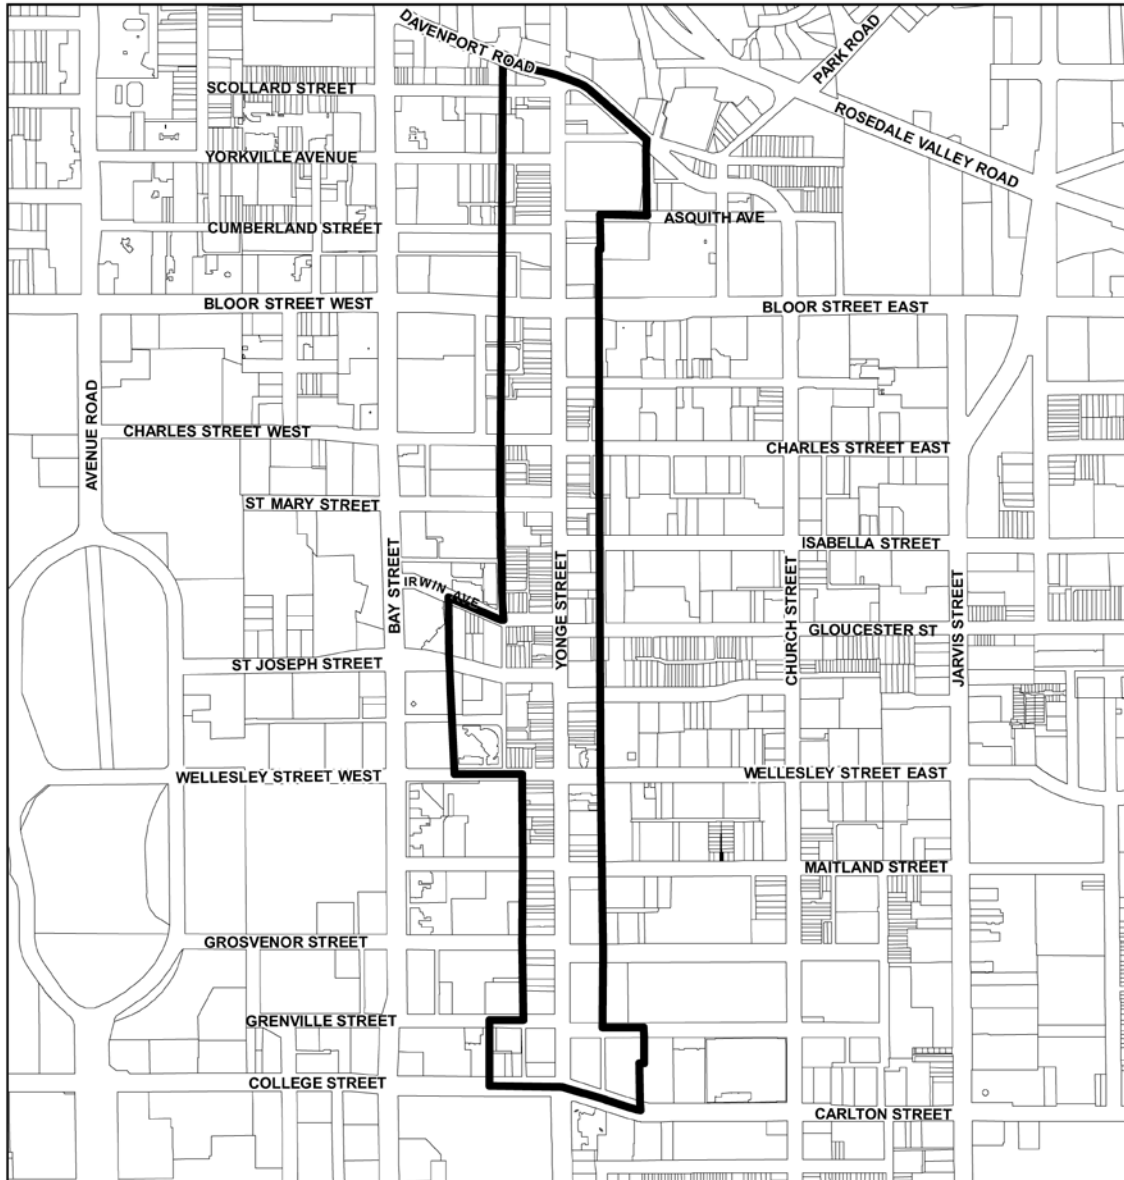 DAVENPORT ROAD
PARK ROAD
SCOLLARD STREET
ROSEDALE VALLEY ROAD
YORKVILLE AVENUE
ASQUITH AVE
CUMBERLAND STREET
BLOOR STREET WEST
BLOOR STREET EAST
AVENUE ROAD
CHARLES STREET WEST
CHARLES STREET EAST
ST MARY STREET
ISABELLA STREET
BAY STREET
IRWIN AVE
YONGE STREET
CHURCH STREET
JARVIS STREET
GLOUCESTER ST
ST JOSEPH STREET
WELLESLEY STREET WEST
WELLESLEY STREET EAST
MAITLAND STREET
GROSVENOR STREET
GRENVILLE STREET
COLLEGE STREET
CARLTON STREET